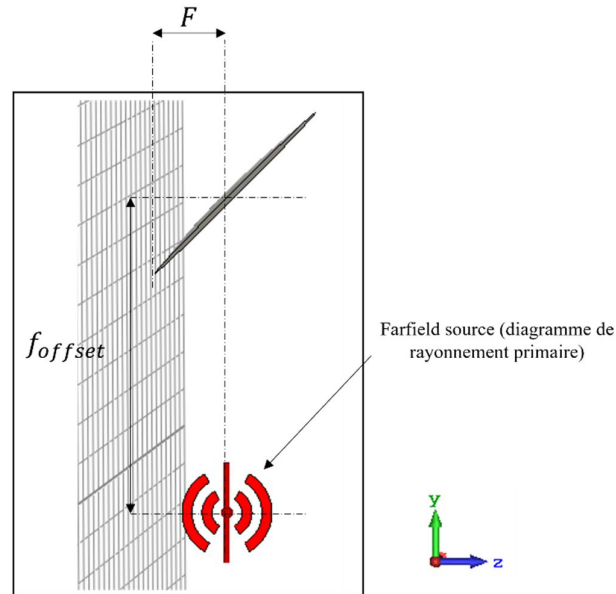 F
f_offset
Farfield source (diagramme de
rayonnement primaire)
y
z